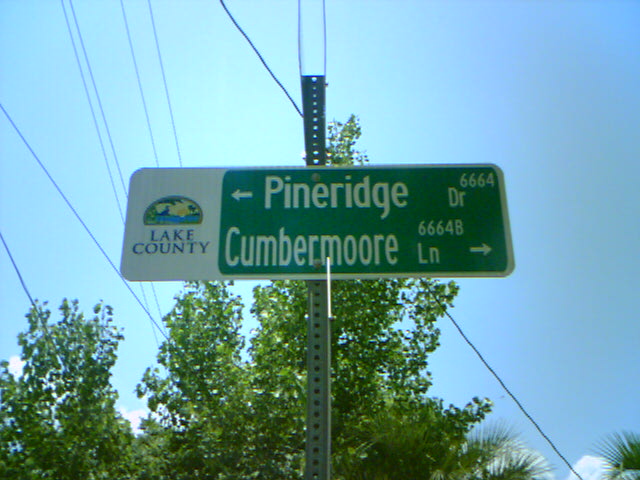 LAKE
COUNTY
← Pineridge Dr 6664
Cumbermoore Ln 6664B →